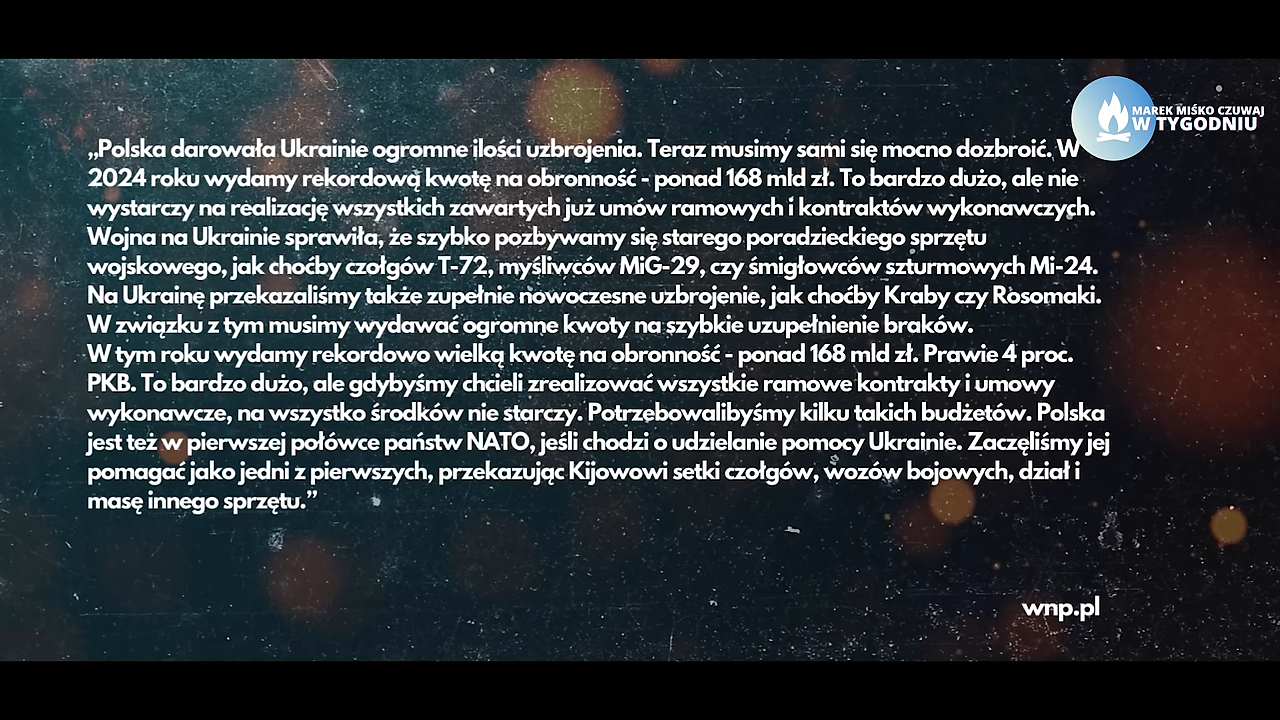 MAREK MIŚKO CZUWAJ
W TYGODNIU
„Polska darowała Ukrainie ogromne ilości uzbrojenia. Teraz musimy sami się mocno dozbroić. W
2024 roku wydamy rekordową kwotę na obronność - ponad 168 mld zł. To bardzo dużo, ale nie
wystarczy na realizację wszystkich zawartych już umów ramowych i kontraktów wykonawczych.
Wojna na Ukrainie sprawiła, że szybko pozbywamy się starego poradzieckiego sprzętu
wojskowego, jak choćby czołgów T-72, myśliwców MiG-29, czy śmigłowców szturmowych Mi-24.
Na Ukrainę przekazaliśmy także zupełnie nowoczesne uzbrojenie, jak choćby Kraby czy Rosomaki.
W związku z tym musimy wydawać ogromne kwoty na szybkie uzupełnienie braków.
W tym roku wydamy rekordowo wielką kwotę na obronność - ponad 168 mld zł. Prawie 4 proc.
PKB. To bardzo dużo, ale gdybyśmy chcieli zrealizować wszystkie ramowe kontrakty i umowy
wykonawcze, na wszystko środków nie starczy. Potrzebowalibyśmy kilku takich budżetów. Polska
jest też w pierwszej połówce państw NATO, jeśli chodzi o udzielanie pomocy Ukrainie. Zaczęliśmy jej
pomagać jako jedni z pierwszych, przekazując Kijowowi setki czołgów, wozów bojowych, dział i
masę innego sprzętu.”
wnp.pl